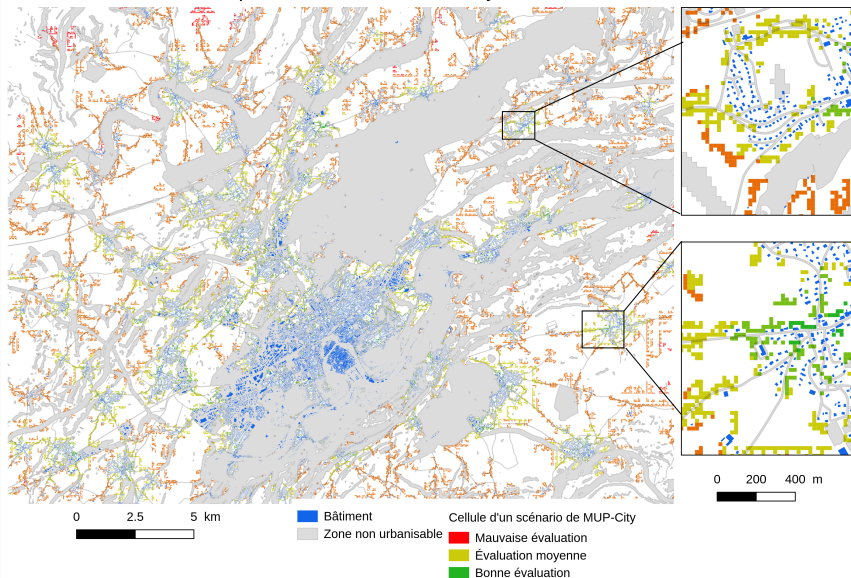 0 200 400 m
0 2.5 5 km
Bâtiment
Zone non urbanisable
Cellule d'un scénario de MUP-City
Mauvaise évaluation
Évaluation moyenne
Bonne évaluation